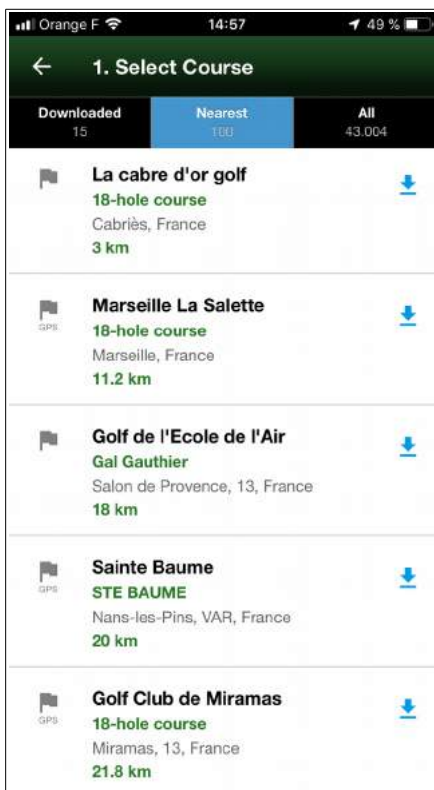 Orange F 14:57 49 %
1. Select Course
Downloaded Nearest All
15 100 43.004
La cabre d'or golf
18-hole course
Cabriès, France
3 km
Marseille La Salette
GPS
18-hole course
Marseille, France
11.2 km
Golf de l'Ecole de l'Air
Gal Gauthier
Salon de Provence, 13, France
18 km
Sainte Baume
GPS
STE BAUME
Nans-les-Pins, VAR, France
20 km
Golf Club de Miramas
GPS
18-hole course
Miramas, 13, France
21.8 km